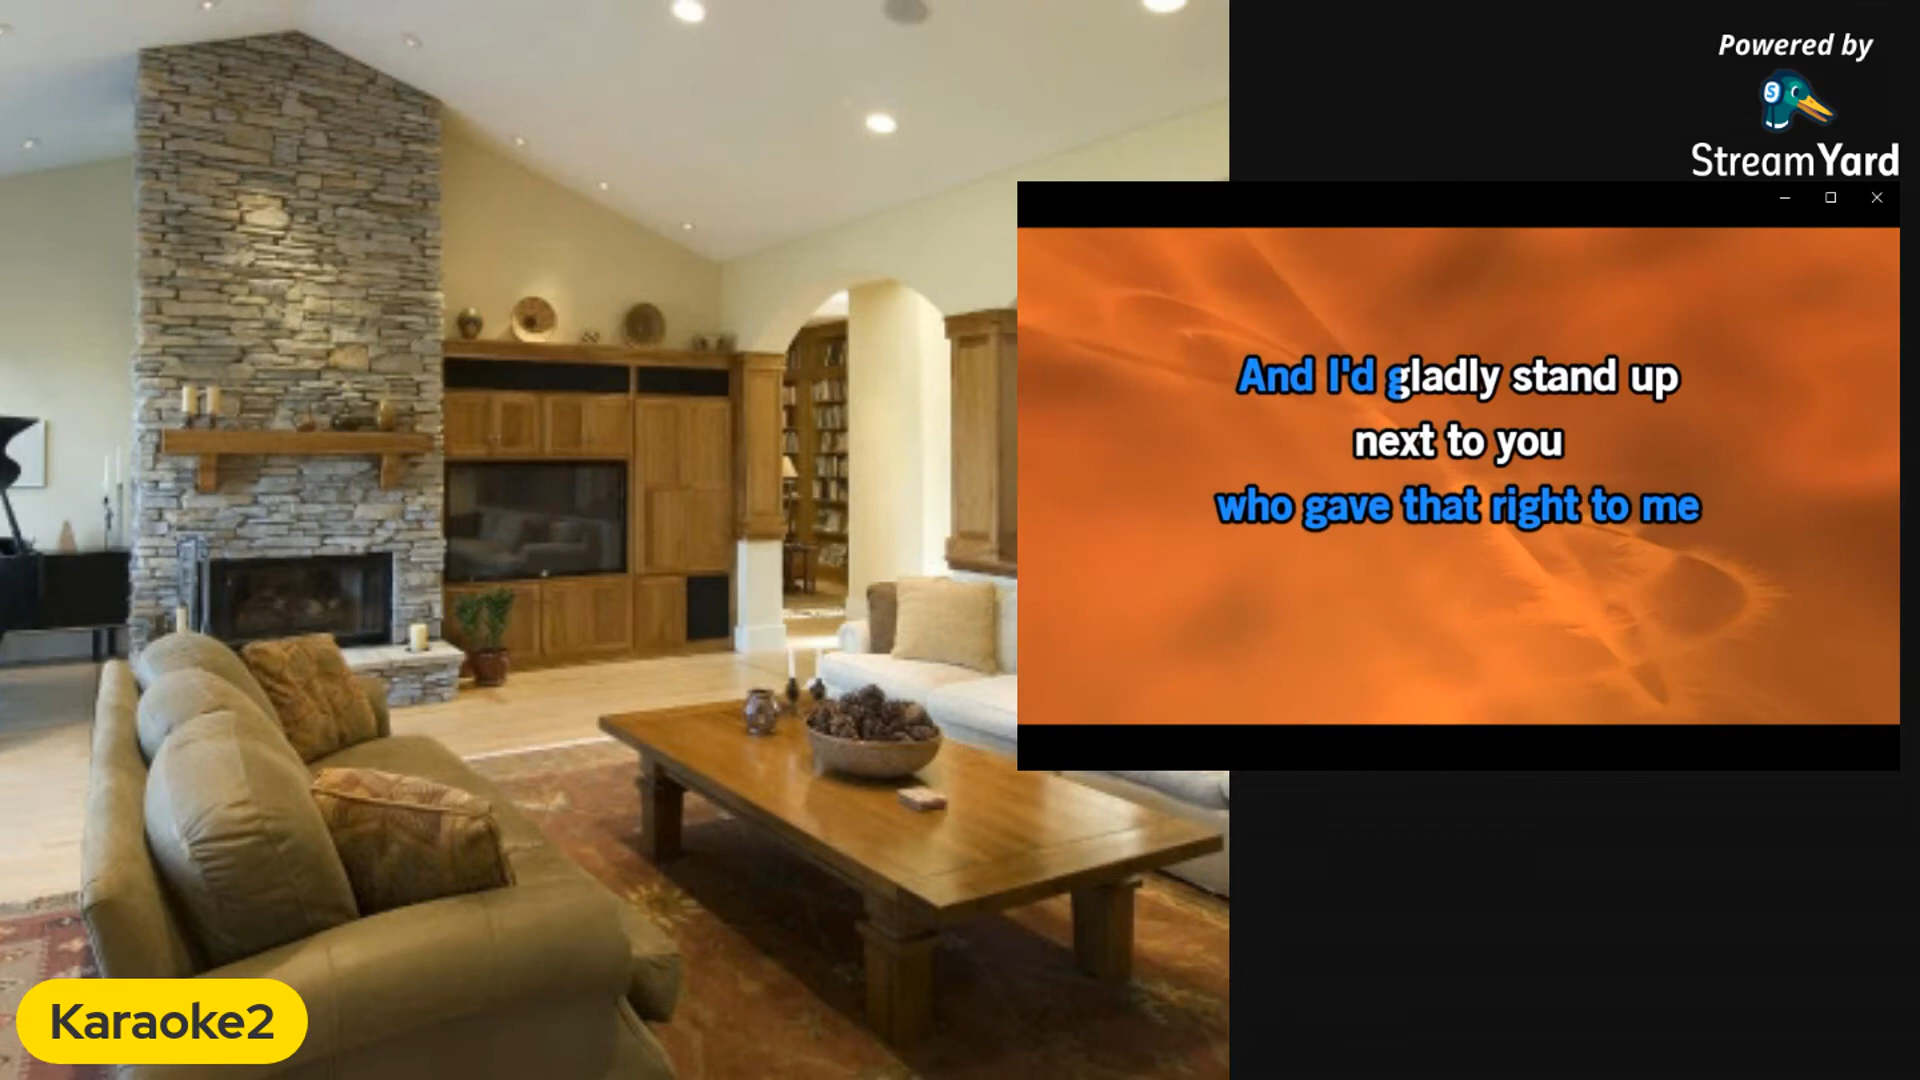 Powered by
StreamYard
And I'd gladly stand up
next to you
who gave that right to me
Karaoke2